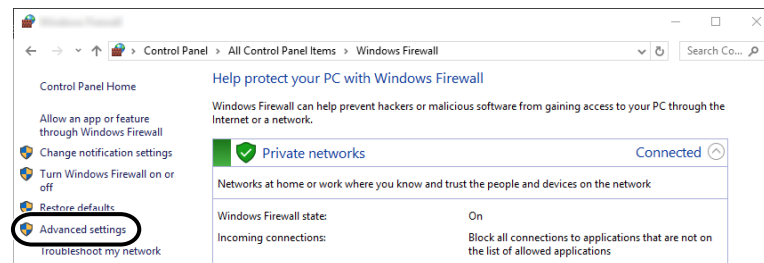 Control Panel > All Control Panel Items > Windows Firewall
Search Co...
Control Panel Home
Allow an app or feature
through Windows Firewall
Change notification settings
Turn Windows Firewall on or
off
Restore defaults
Advanced settings
Troubleshoot my network
Help protect your PC with Windows Firewall
Windows Firewall can help prevent hackers or malicious software from gaining access to your PC through the
Internet or a network.
Private networks
Connected
Networks at home or work where you know and trust the people and devices on the network
Windows Firewall state:
On
Incoming connections:
Block all connections to applications that are not on
the list of allowed applications